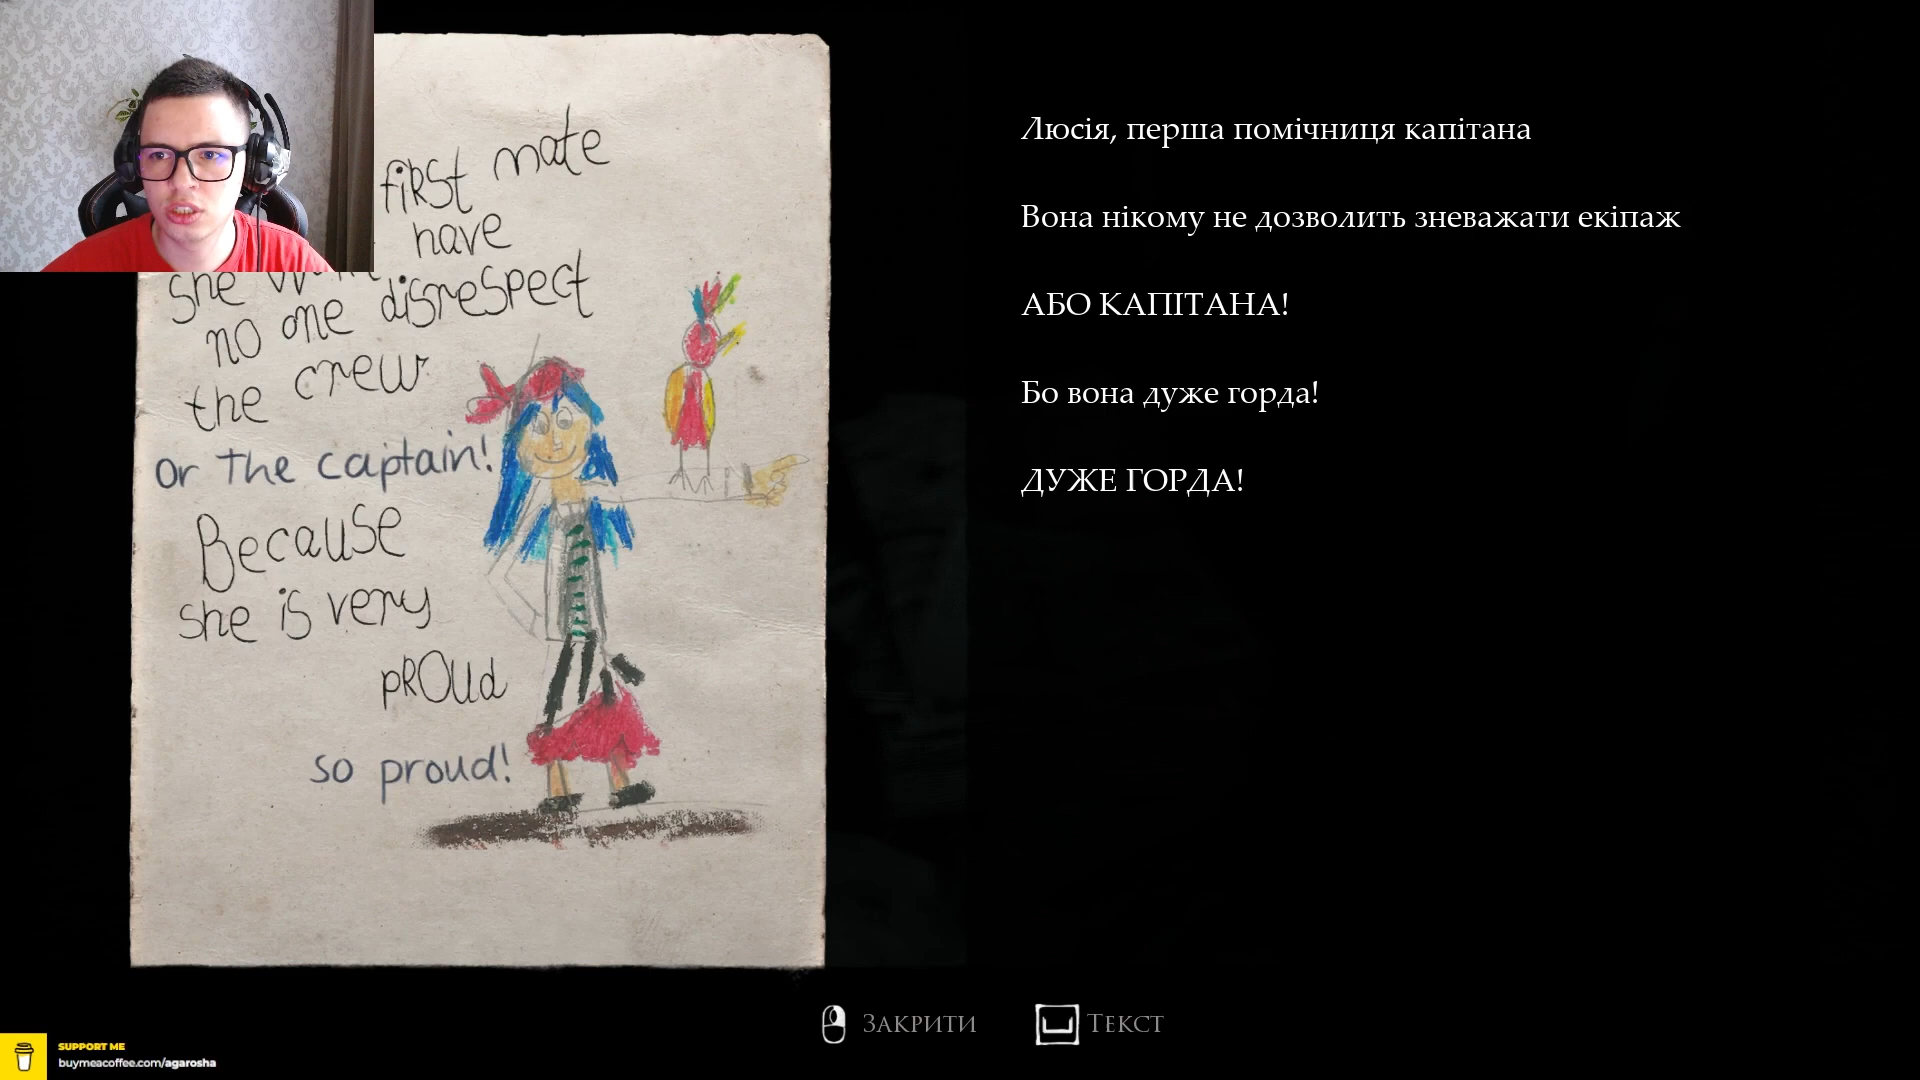 first mate
have
she
no one disrespect
the crew
or the captain!
Because
she is very
pROUd
so proud!
Люсія, перша помічниця капітана
Вона нікому не дозволить зневажати екіпаж
АБО КАПІТАНА!
Бо вона дуже горда!
ДУЖЕ ГОРДА!
Закрити
Текст
SUPPORT ME
buymeacoffee.com/agarosha